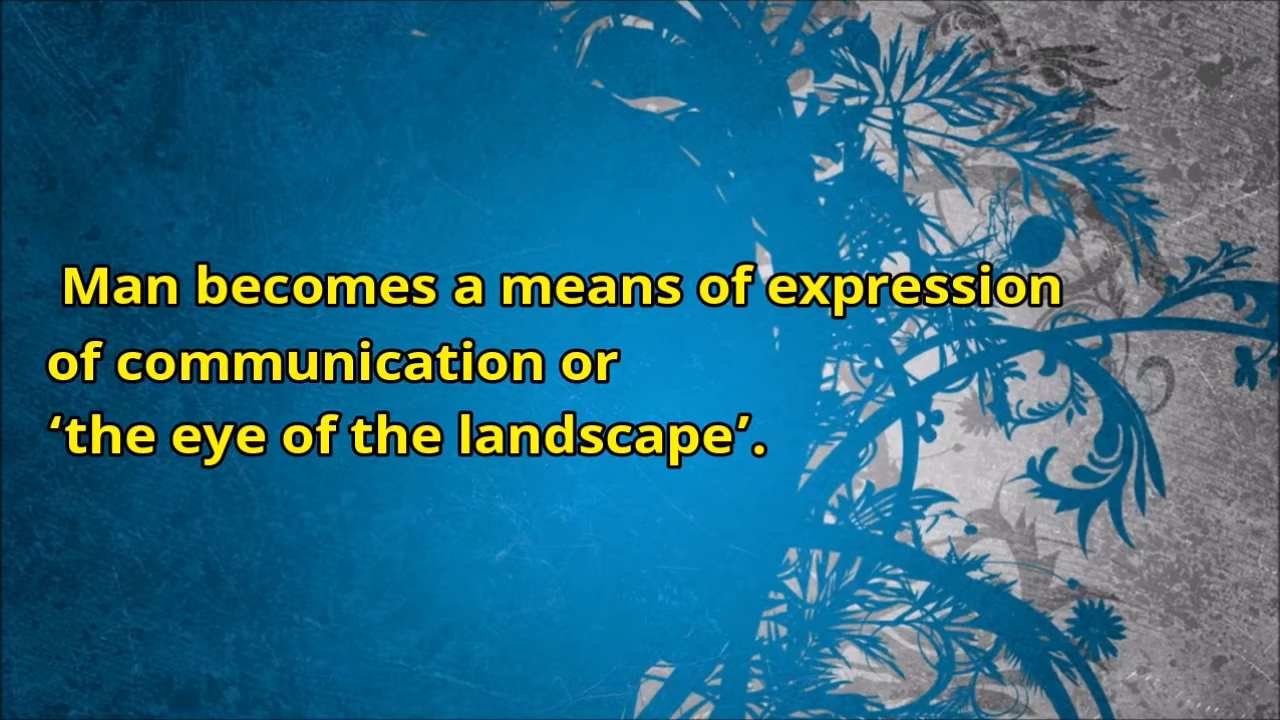 Man becomes a means of expression
of communication or
‘the eye of the landscape’.